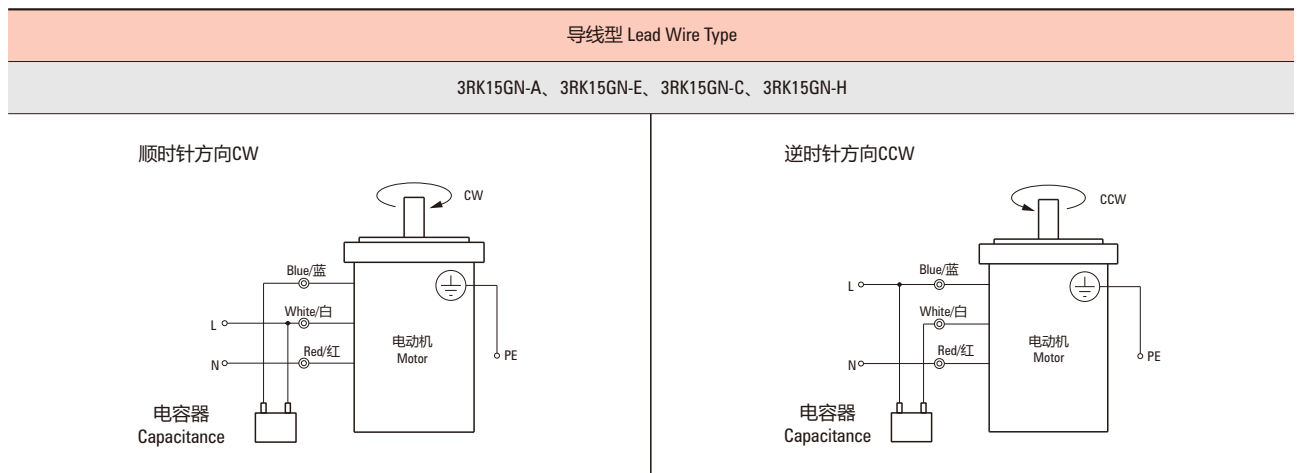 导线型 Lead Wire Type
3RK15GN-A、3RK15GN-E、3RK15GN-C、3RK15GN-H
顺时针方向CW
CW
Blue/蓝
White/白
L
Red/红
N
电动机
Motor
PE
电容器
Capacitance
逆时针方向CCW
CCW
Blue/蓝
L
White/白
Red/红
N
电动机
Motor
PE
电容器
Capacitance